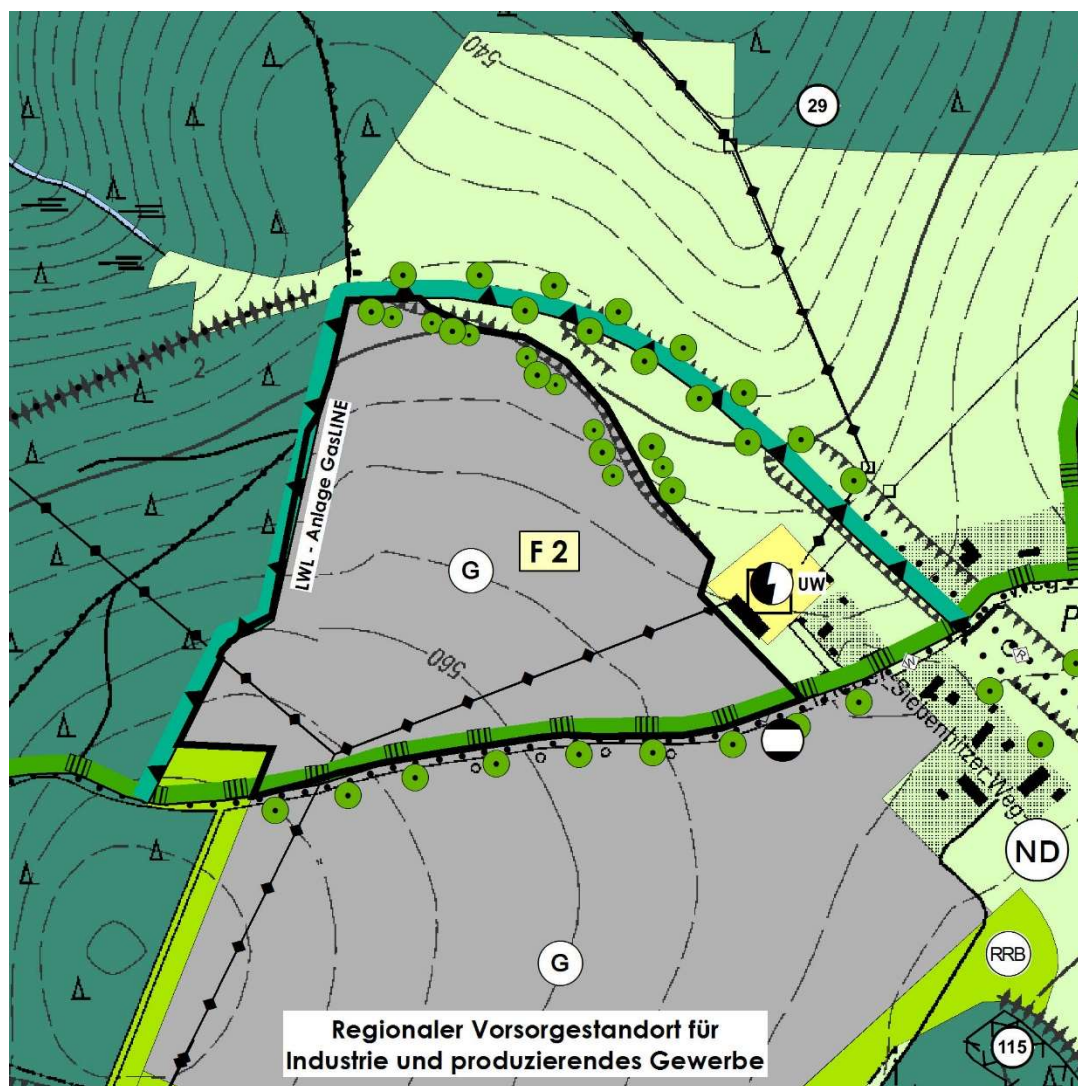 540
29
2
LWL - Anlage GasLINE
F 2
G
UW
Weg
P
R
560
W
Siebenhitzer Weg
ND
G
RRB
Regionaler Vorsorgestandort für
Industrie und produzierendes Gewerbe
115